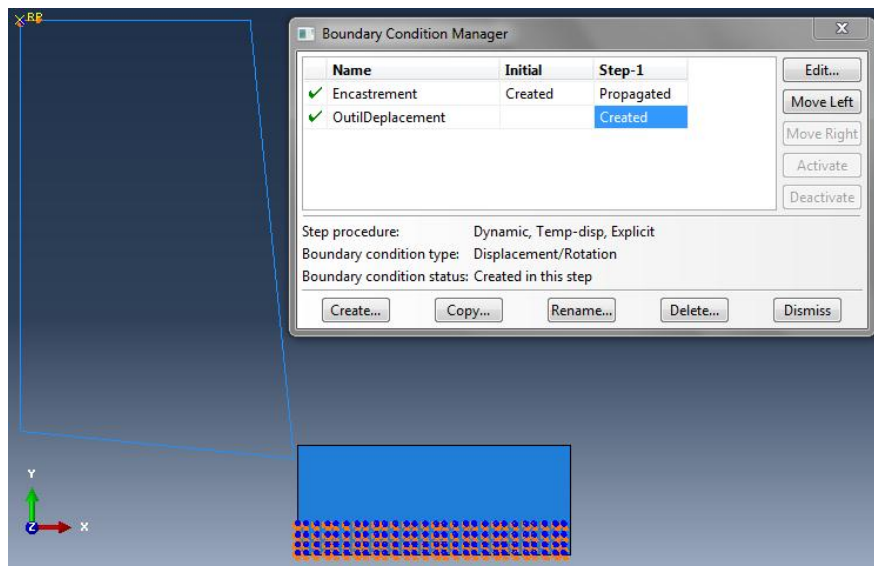 RP
Boundary Condition Manager
X
Name Initial Step-1
Edit...
Encastrement Created Propagated
Move Left
OutilDeplacement Created
Move Right
Activate
Deactivate
Step procedure: Dynamic, Temp-disp, Explicit
Boundary condition type: Displacement/Rotation
Boundary condition status: Created in this step
Create... Copy... Rename... Delete... Dismiss
Y
Z X